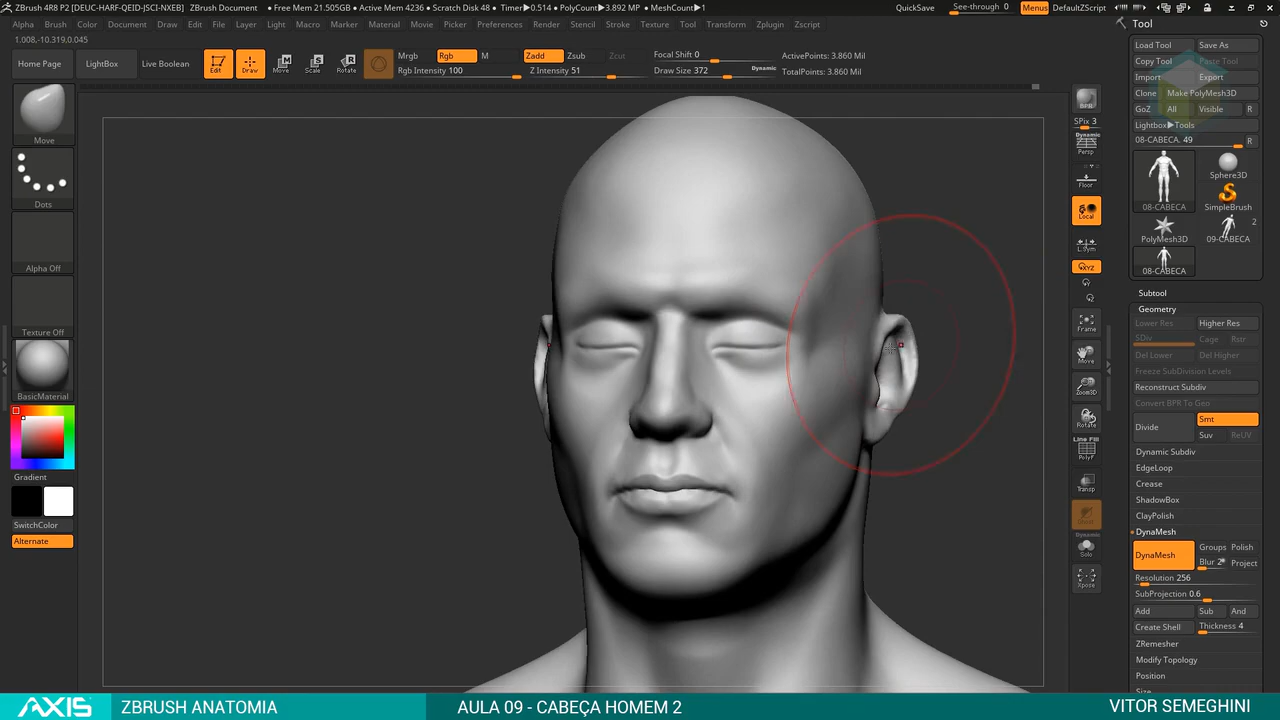 ZBrush 4R8 P2 [DEUC-HARF-QEID-JSCI-NXEB] ZBrush Document • Free Mem 21.505GB • Active Mem 4236 • Scratch Disk 48 • Timer▶0.514 • PolyCount▶3.892 MP • MeshCount▶1 QuickSave See-through 0 Menus DefaultZScript
Alpha Brush Color Document Draw Edit File Layer Light Macro Marker Material Movie Picker Preferences Render Stencil Stroke Texture Tool Transform Zplugin Zscript
1.008,-10.319,0.045
Home Page LightBox Live Boolean
Edit Draw Move Scale Rotate
Mrgb Rgb M
Rgb Intensity 100
Zadd Zsub Zcut
Z Intensity 51
Focal Shift 0
Draw Size 372 Dynamic
ActivePoints: 3.860 Mil
TotalPoints: 3.860 Mil
Move
Dots
Alpha Off
Texture Off
BasicMaterial
Gradient
SwitchColor
Alternate
BPR
SPix 3
Dynamic
Persp
Floor
Local
L.Sym
XYZ
Frame
Move
Zoom3D
Rotate
Line Fill
PolyF
Transp
Ghost
Dynamic
Solo
Xpose
Tool
Load Tool Save As
Copy Tool Paste Tool
Import Export
Clone Make PolyMesh3D
GoZ All Visible R
Lightbox▶Tools
08-CABECA. 49 R
08-CABECA Sphere3D
SimpleBrush
PolyMesh3D 09-CABECA 2
08-CABECA
Subtool
Geometry
Lower Res Higher Res
SDiv Cage Rstr
Del Lower Del Higher
Freeze SubDivision Levels
Reconstruct Subdiv
Convert BPR To Geo
Divide Smt
Suv ReUV
Dynamic Subdiv
EdgeLoop
Crease
ShadowBox
ClayPolish
DynaMesh
DynaMesh Groups Polish
Blur 2 Project
Resolution 256
SubProjection 0.6
Add Sub And
Create Shell Thickness 4
ZRemesher
Modify Topology
Position
Size
AXIS ZBRUSH ANATOMIA AULA 09 - CABEÇA HOMEM 2 VITOR SEMEGHINI